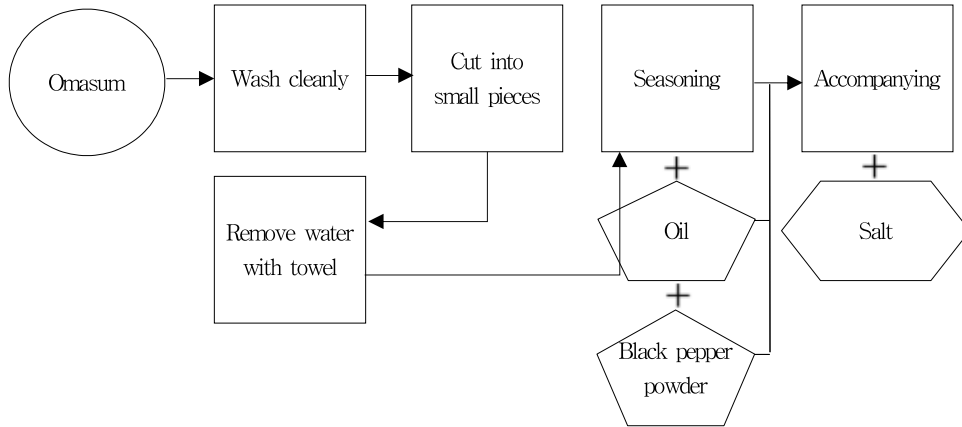 Omasum
Wash cleanly
Cut into
small pieces
Seasoning
Accompanying
+
+
Remove water
with towel
Oil
Salt
+
Black pepper
powder